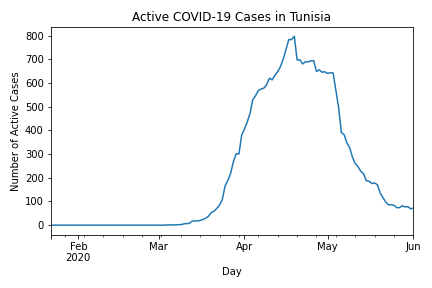 Active COVID-19 Cases in Tunisia
Number of Active Cases
800
700
600
500
400
300
200
100
0
Feb
2020
Mar
Apr
May
Jun
Day